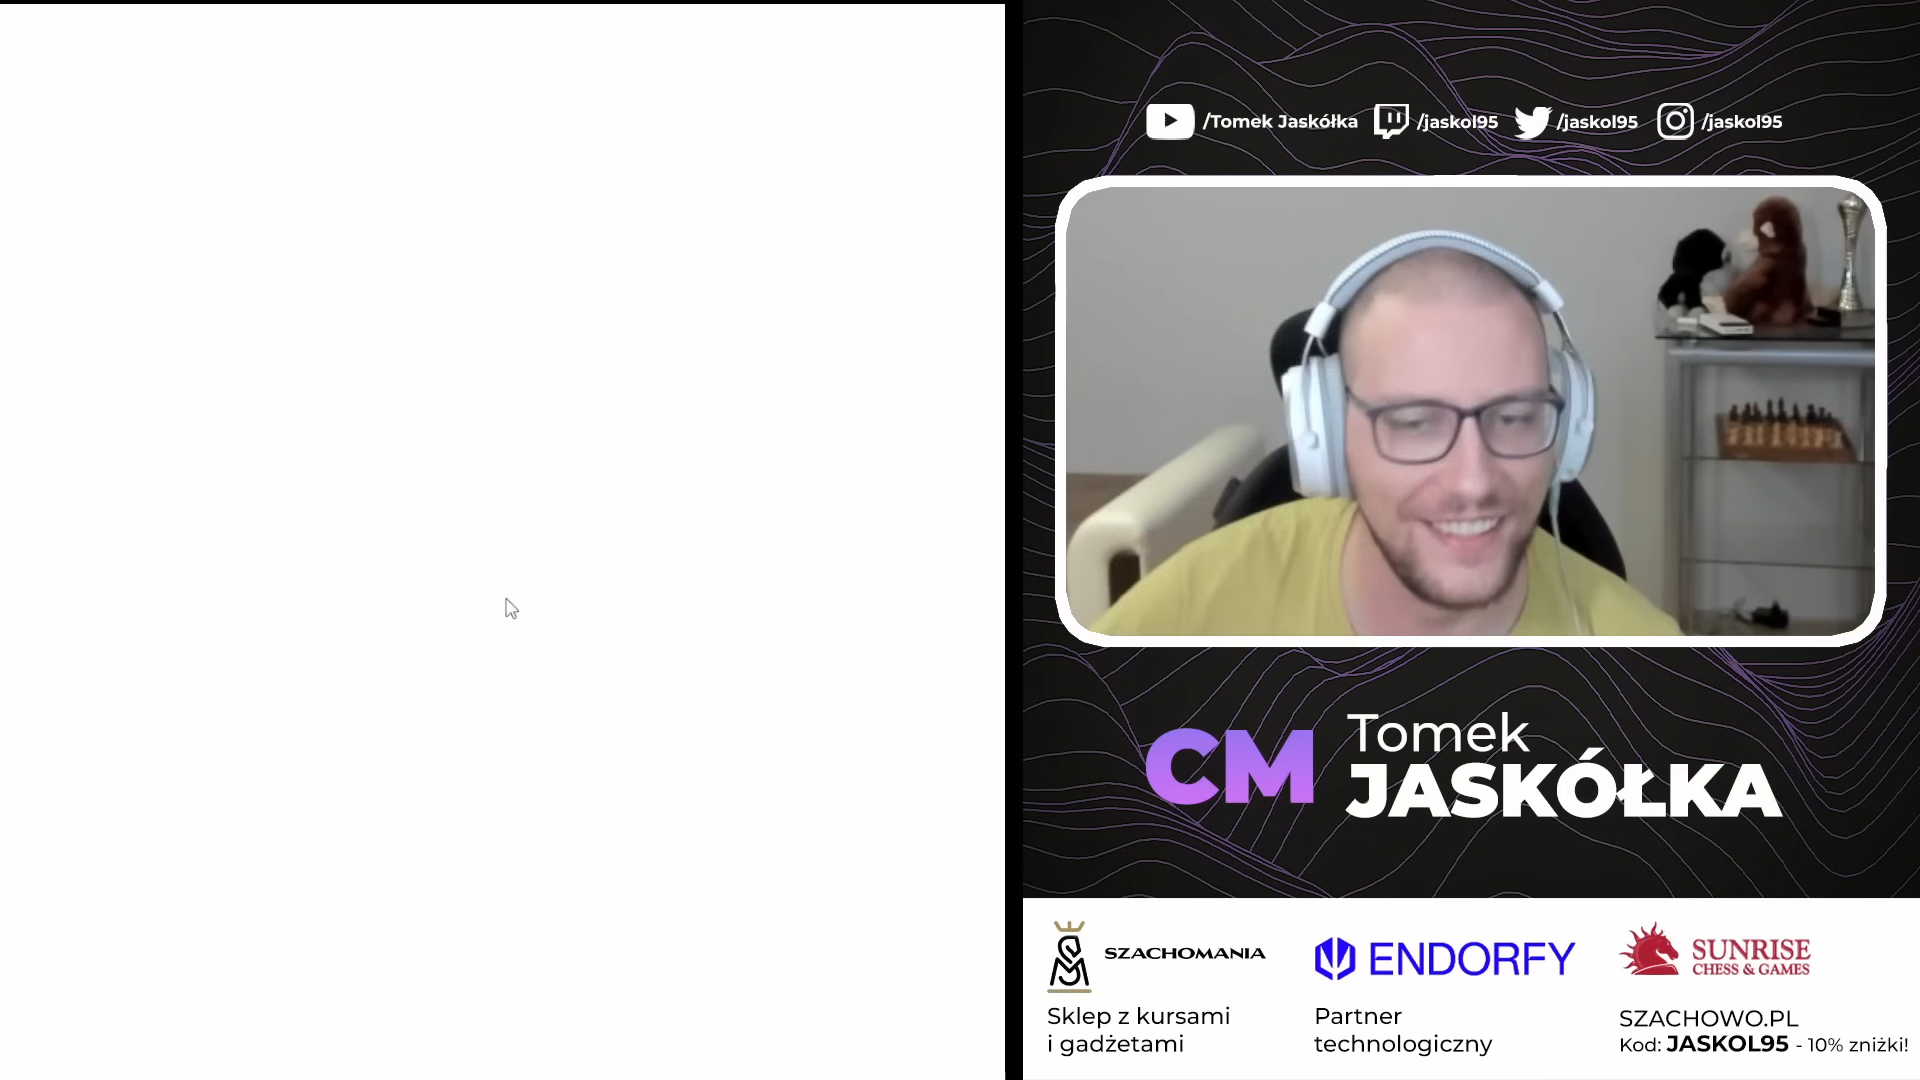 /Tomek Jaskółka /jaskol95 /jaskol95 /jaskol95
CM Tomek
JASKÓŁKA
SZACHOMANIA
Sklep z kursami
i gadżetami
ENDORFY
Partner
technologiczny
SUNRISE
CHESS & GAMES
SZACHOWO.PL
Kod: JASKOL95 - 10% zniżki!